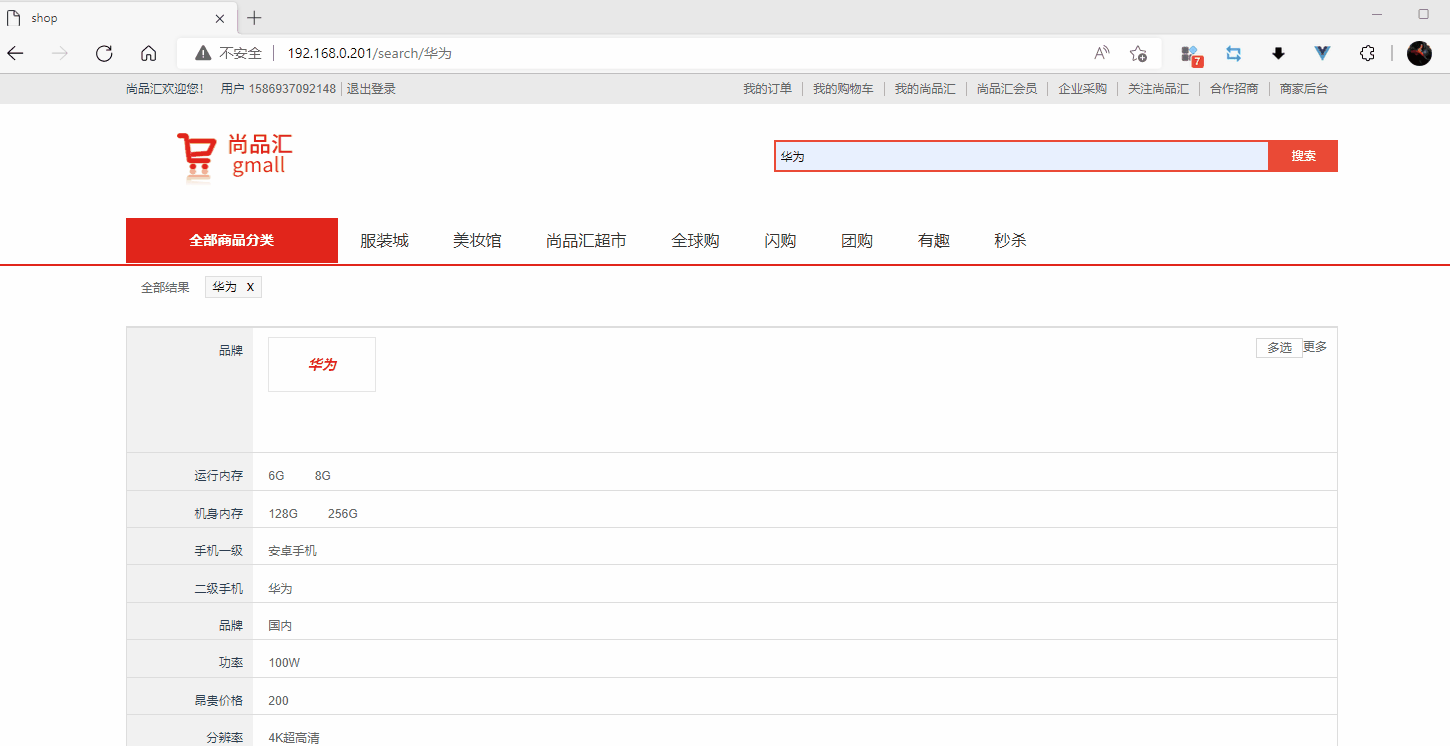 shop
不安全 192.168.0.201/search/华为
7
尚品汇欢迎您! 用户 1586937092148 退出登录 我的订单 我的购物车 我的尚品汇 尚品汇会员 企业采购 关注尚品汇 合作招商 商家后台
尚品汇
gmall
华为 搜索
全部商品分类 服装城 美妆馆 尚品汇超市 全球购 闪购 团购 有趣 秒杀
全部结果 华为 X
品牌 华为 多选 更多
运行内存 6G 8G
机身内存 128G 256G
手机一级 安卓手机
二级手机 华为
品牌 国内
功率 100W
昂贵价格 200
分辨率 4K超高清